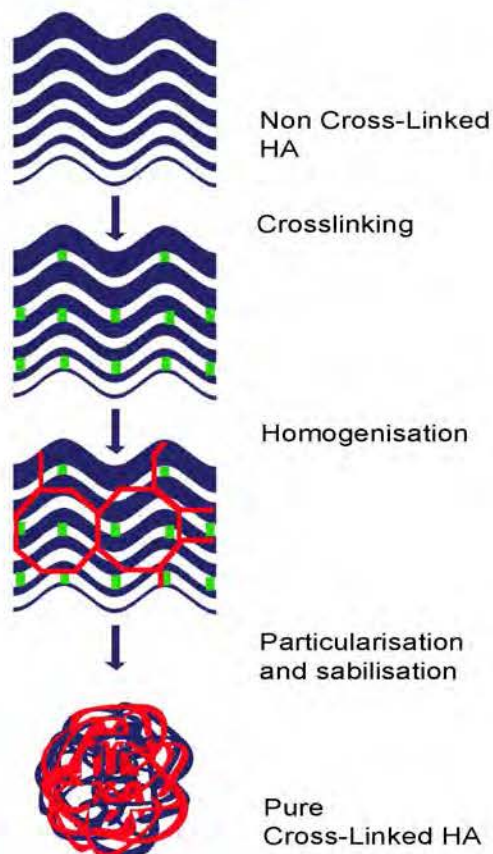 Non Cross-Linked
HA
Crosslinking
Homogenisation
Particularisation
and sabilisation
Pure
Cross-Linked HA